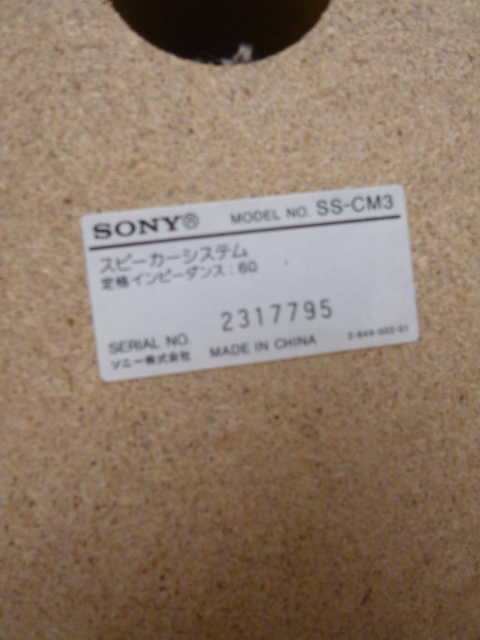 SONY® MODEL NO. SS-CM3
スピーカーシステム
定格インピーダンス：6Ω
2317795
SERIAL NO.
ソニー株式会社 MADE IN CHINA